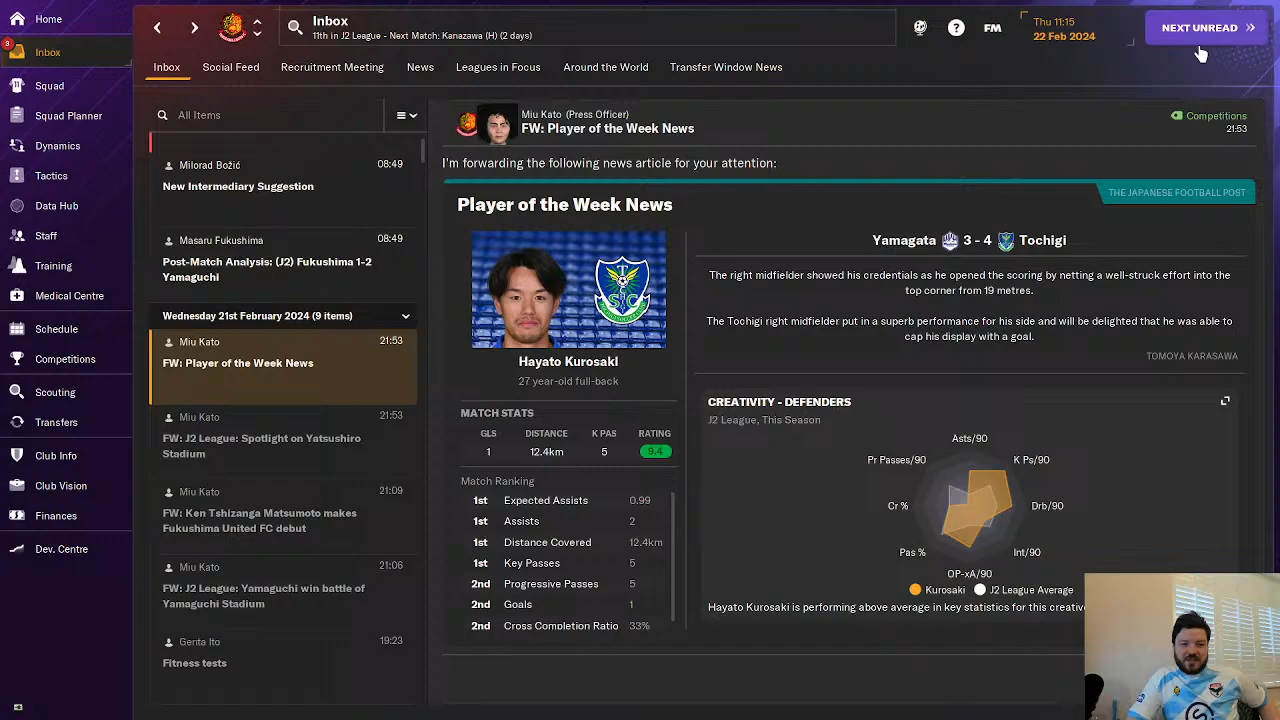 Home
3
Inbox
Squad
Squad Planner
Dynamics
Tactics
Data Hub
Staff
Training
Medical Centre
Schedule
Competitions
Scouting
Transfers
Club Info
Club Vision
Finances
Dev. Centre
Inbox
11th in J2 League - Next Match: Kanazawa (H) (2 days)
?
FM
Thu 11:15
22 Feb 2024
NEXT UNREAD
Inbox
Social Feed
Recruitment Meeting
News
Leagues in Focus
Around the World
Transfer Window News
All Items
Milorad Božić
08:49
New Intermediary Suggestion
Masaru Fukushima
08:49
Post-Match Analysis: (J2) Fukushima 1-2
Yamaguchi
Wednesday 21st February 2024 (9 items)
Miu Kato
21:53
FW: Player of the Week News
Miu Kato
21:53
FW: J2 League: Spotlight on Yatsushiro
Stadium
Miu Kato
21:09
FW: Ken Tshizanga Matsumoto makes
Fukushima United FC debut
Miu Kato
21:06
FW: J2 League: Yamaguchi win battle of
Yamaguchi Stadium
Genta Ito
19:23
Fitness tests
Miu Kato (Press Officer)
FW: Player of the Week News
Competitions
21:53
I'm forwarding the following news article for your attention:
THE JAPANESE FOOTBALL POST
Player of the Week News
Hayato Kurosaki
27 year-old full-back
MATCH STATS
GLS DISTANCE K PAS RATING
1 12.4km 5 9.4
Match Ranking
1st Expected Assists 0.99
1st Assists 2
1st Distance Covered 12.4km
1st Key Passes 5
2nd Progressive Passes 5
2nd Goals 1
2nd Cross Completion Ratio 33%
Yamagata 3 - 4 Tochigi
The right midfielder showed his credentials as he opened the scoring by netting a well-struck effort into the
top corner from 19 metres.
The Tochigi right midfielder put in a superb performance for his side and will be delighted that he was able to
cap his display with a goal.
TOMOYA KARASAWA
CREATIVITY - DEFENDERS
J2 League, This Season
Asts/90
Pr Passes/90
K Ps/90
Cr %
Drb/90
Pas %
Int/90
OP-xA/90
Kurosaki
J2 League Average
Hayato Kurosaki is performing above average in key statistics for this creative